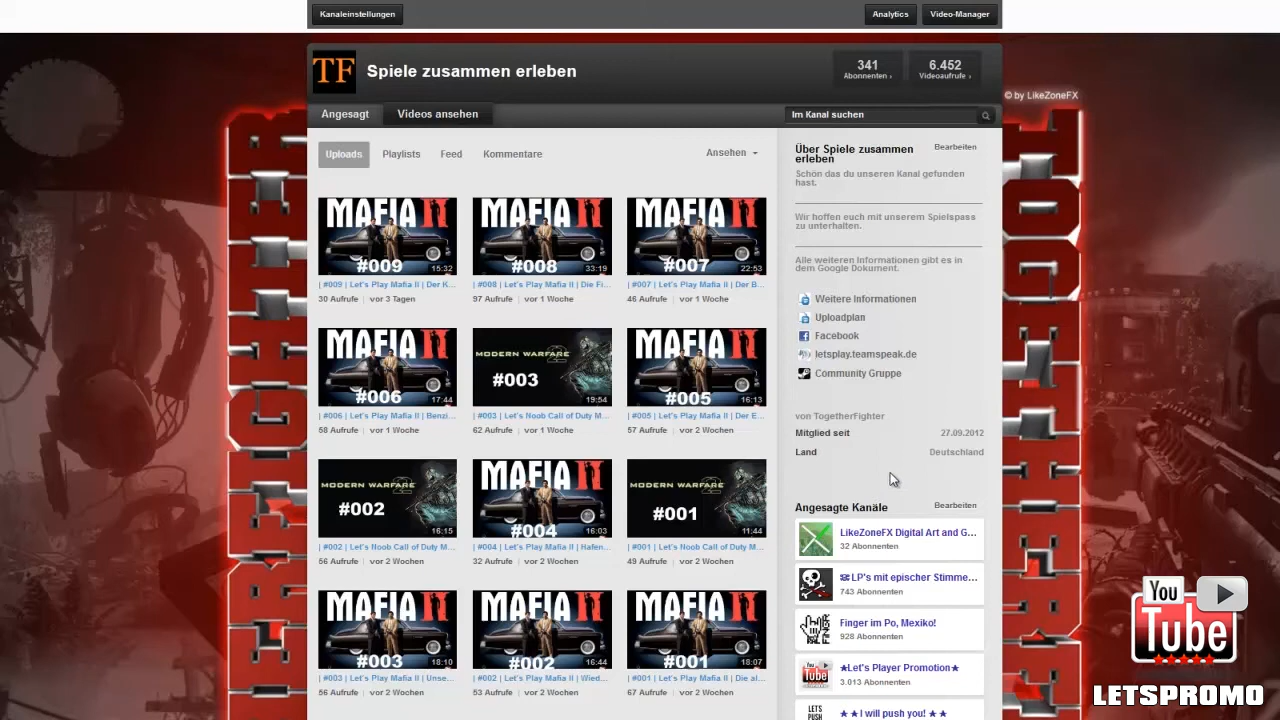 Kanaleinstellungen
Analytics
Video-Manager
TF
Spiele zusammen erleben
341
Abonnenten ›
6.452
Videoaufrufe ›
© by LikeZoneFX
Angesagt
Videos ansehen
Im Kanal suchen
Uploads
Playlists
Feed
Kommentare
Ansehen
MAFIA II
#009
15:32
MAFIA II
#008
33:19
MAFIA II
#007
22:53
| #009 | Let's Play Mafia II | Der K...
| #008 | Let's Play Mafia II | Die Fi...
| #007 | Let's Play Mafia II | Der B...
30 Aufrufe | vor 3 Tagen
97 Aufrufe | vor 1 Woche
46 Aufrufe | vor 1 Woche
MAFIA II
#006
17:44
MODERN WARFARE 2
#003
19:54
MAFIA II
#005
16:13
| #006 | Let's Play Mafia II | Benzi...
| #003 | Let's Noob Call of Duty M...
| #005 | Let's Play Mafia II | Der E...
58 Aufrufe | vor 1 Woche
62 Aufrufe | vor 1 Woche
57 Aufrufe | vor 2 Wochen
MODERN WARFARE 2
#002
16:15
MAFIA II
#004
16:03
MODERN WARFARE 2
#001
11:44
| #002 | Let's Noob Call of Duty M...
| #004 | Let's Play Mafia II | Hafen...
| #001 | Let's Noob Call of Duty M...
56 Aufrufe | vor 2 Wochen
32 Aufrufe | vor 2 Wochen
49 Aufrufe | vor 2 Wochen
MAFIA II
#003
18:10
MAFIA II
#002
16:44
MAFIA II
#001
18:07
| #003 | Let's Play Mafia II | Unse...
| #002 | Let's Play Mafia II | Wied...
| #001 | Let's Play Mafia II | Die al...
56 Aufrufe | vor 2 Wochen
53 Aufrufe | vor 2 Wochen
67 Aufrufe | vor 2 Wochen
Über Spiele zusammen
erleben
Bearbeiten
Schön das du unseren Kanal gefunden
hast.
Wir hoffen euch mit unserem Spielspass
zu unterhalten.
Alle weiteren Informationen gibt es in
dem Google Dokument.
Weitere Informationen
Uploadplan
Facebook
letsplay.teamspeak.de
Community Gruppe
von TogetherFighter
Mitglied seit
27.09.2012
Land
Deutschland
Angesagte Kanäle
Bearbeiten
LikeZoneFX Digital Art and G...
32 Abonnenten
LP's mit epischer Stimme...
743 Abonnenten
Finger im Po, Mexiko!
928 Abonnenten
★Let's Player Promotion★
3.013 Abonnenten
LETS
PUSH
★ ★ I will push you! ★ ★
You
Tube
LETSPROMO